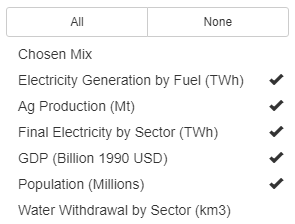 All None
Chosen Mix
Electricity Generation by Fuel (TWh)
Ag Production (Mt)
Final Electricity by Sector (TWh)
GDP (Billion 1990 USD)
Population (Millions)
Water Withdrawal by Sector (km3)